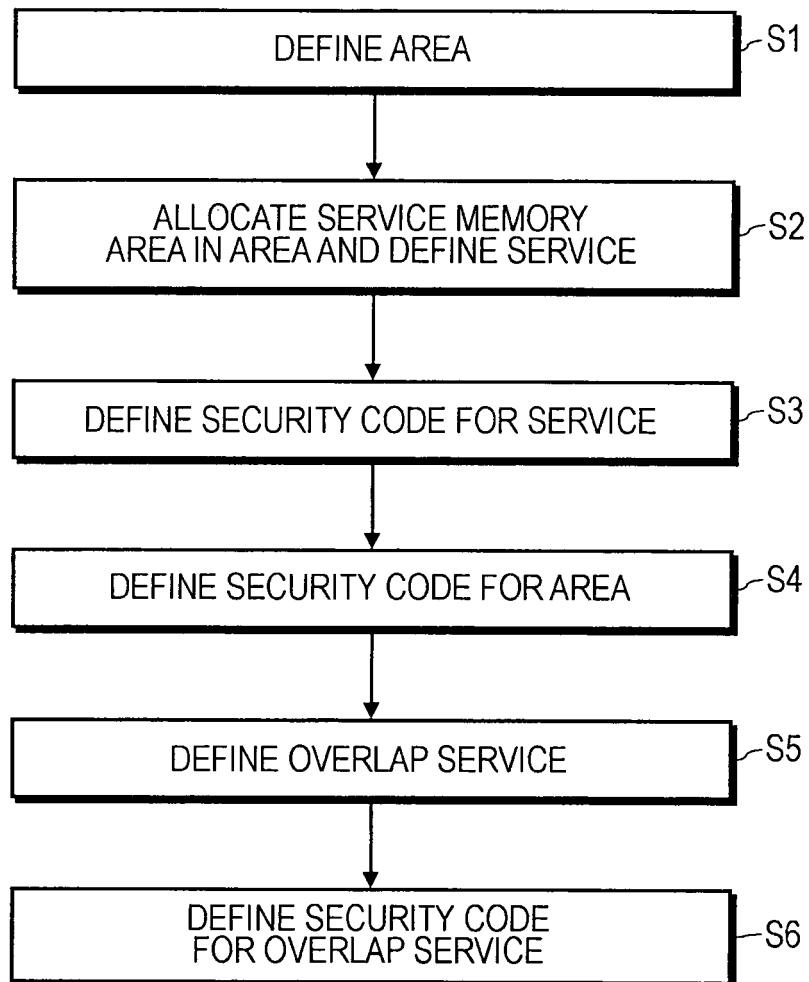 DEFINE AREA
S1
ALLOCATE SERVICE MEMORY
AREA IN AREA AND DEFINE SERVICE
S2
DEFINE SECURITY CODE FOR SERVICE
S3
DEFINE SECURITY CODE FOR AREA
S4
DEFINE OVERLAP SERVICE
S5
DEFINE SECURITY CODE
FOR OVERLAP SERVICE
S6